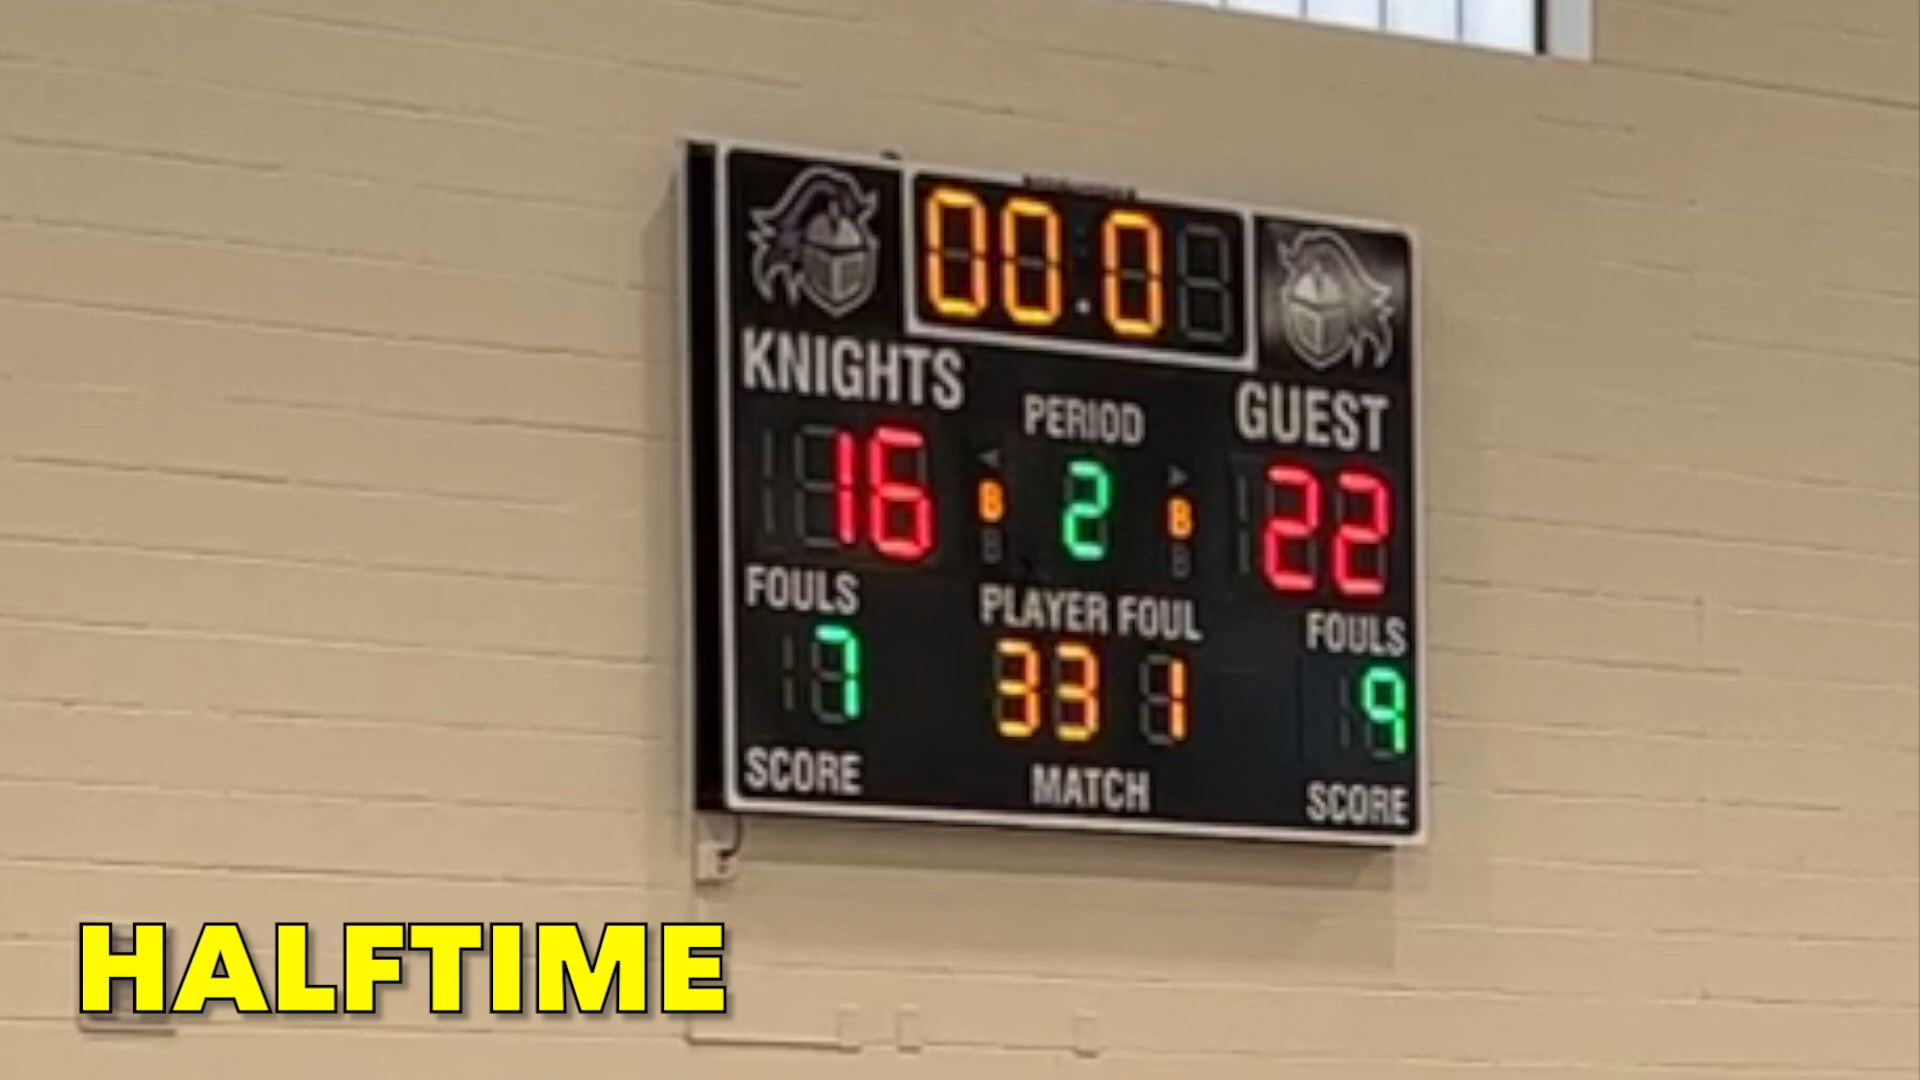 00.0
KNIGHTS
PERIOD
GUEST
16 B 2 B 22
FOULS
PLAYER FOUL
FOULS
7 33 1 9
SCORE
MATCH
SCORE
HALFTIME